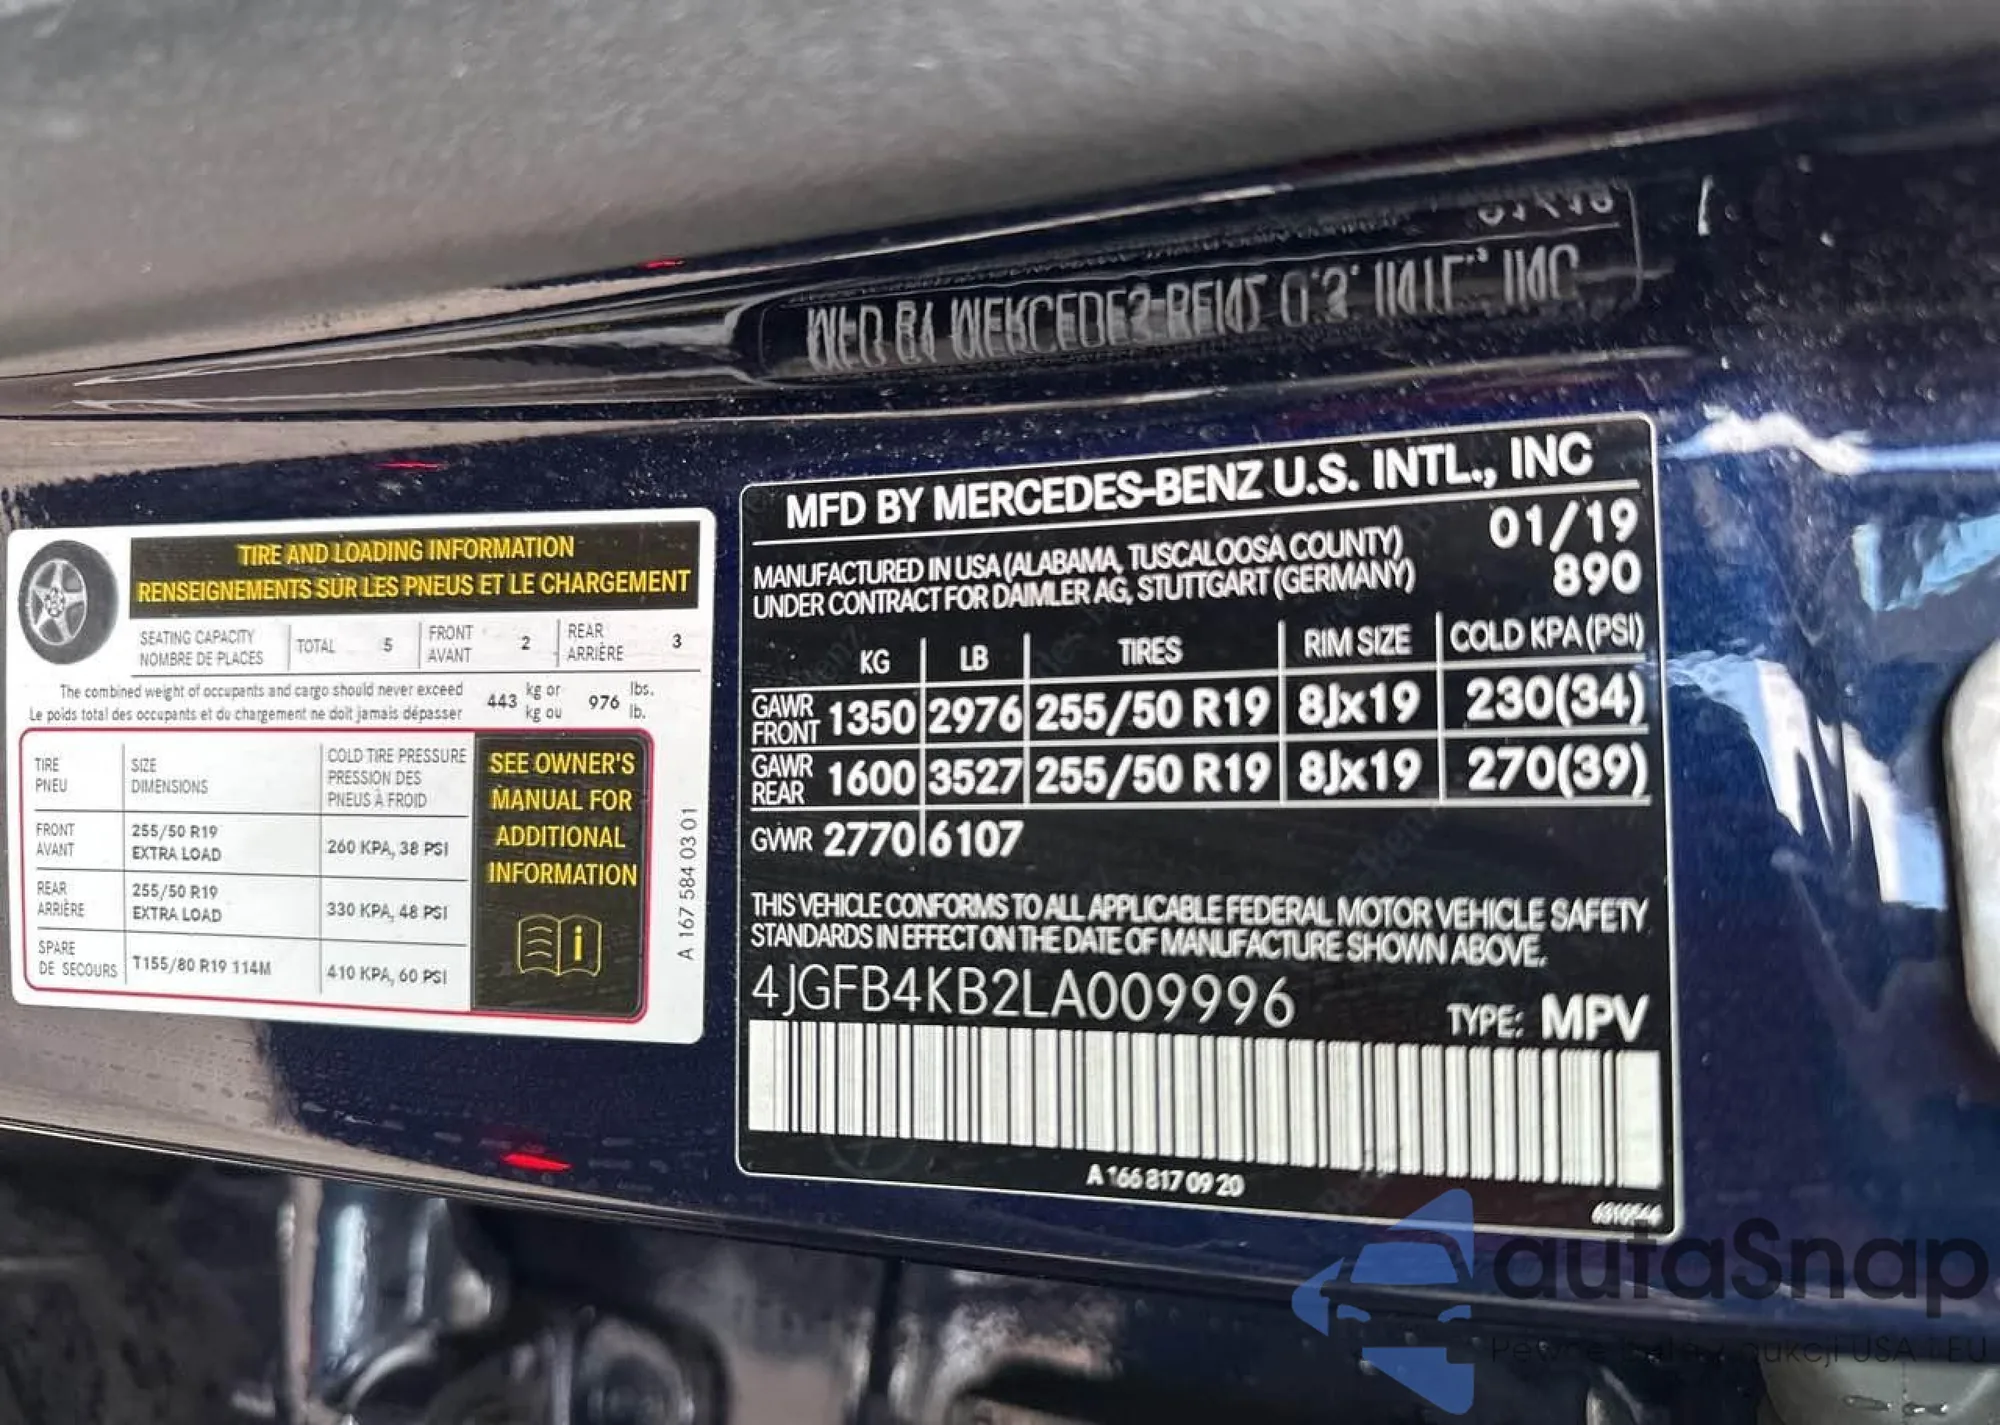 TIRE AND LOADING INFORMATION
RENSEIGNEMENTS SUR LES PNEUS ET LE CHARGEMENT
SEATING CAPACITY
NOMBRE DE PLACES
TOTAL 5
FRONT
AVANT
2
REAR
ARRIÈRE
3
The combined weight of occupants and cargo should never exceed
Le poids total des occupants et du chargement ne doit jamais dépasser
443 kg or
kg ou
976 lbs.
lb.
TIRE
PNEU
SIZE
DIMENSIONS
COLD TIRE PRESSURE
PRESSION DES
PNEUS À FROID
FRONT
AVANT
255/50 R19
EXTRA LOAD
260 KPA, 38 PSI
REAR
ARRIÈRE
255/50 R19
EXTRA LOAD
330 KPA, 48 PSI
SPARE
DE SECOURS
T155/80 R19 114M
410 KPA, 60 PSI
SEE OWNER'S
MANUAL FOR
ADDITIONAL
INFORMATION
A 167 584 03 01
MFD BY MERCEDES-BENZ U.S. INTL., INC
MFD BY MERCEDES-BENZ U.S. INTL., INC
01/19
MANUFACTURED IN USA (ALABAMA, TUSCALOOSA COUNTY)
UNDER CONTRACT FOR DAIMLER AG, STUTTGART (GERMANY)
890
KG LB TIRES RIM SIZE COLD KPA (PSI)
GAWR
FRONT
1350 2976 255/50 R19 8Jx19 230(34)
GAWR
REAR
1600 3527 255/50 R19 8Jx19 270(39)
GVWR 2770 6107
THIS VEHICLE CONFORMS TO ALL APPLICABLE FEDERAL MOTOR VEHICLE SAFETY
STANDARDS IN EFFECT ON THE DATE OF MANUFACTURE SHOWN ABOVE.
4JGFB4KB2LA009996
TYPE: MPV
A 166 817 09 20
autaSnap
aukcji USA i EU